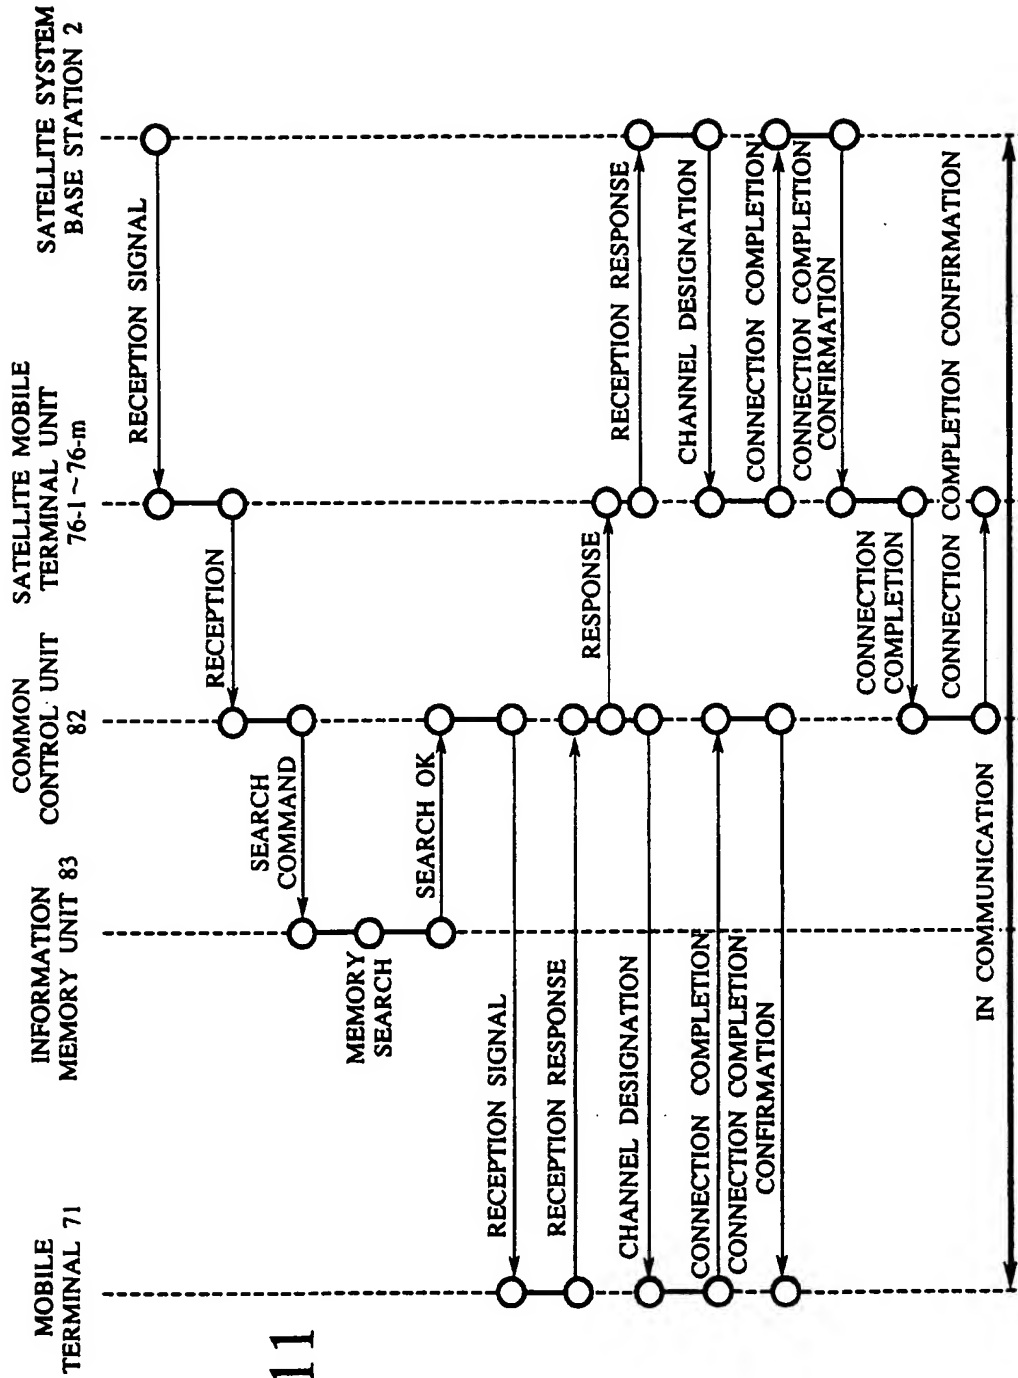 MOBILE
TERMINAL 71
INFORMATION
MEMORY UNIT 83
COMMON
CONTROL UNIT
82
SATELLITE MOBILE
TERMINAL UNIT
76-1 ~ 76-m
SATELLITE SYSTEM
BASE STATION 2
RECEPTION SIGNAL
RECEPTION
SEARCH
COMMAND
MEMORY
SEARCH
SEARCH OK
RECEPTION SIGNAL
RECEPTION RESPONSE
RESPONSE
RECEPTION RESPONSE
CHANNEL DESIGNATION
CHANNEL DESIGNATION
CONNECTION COMPLETION
CONNECTION COMPLETION
CONNECTION COMPLETION
CONFIRMATION
CONNECTION COMPLETION
CONFIRMATION
CONNECTION
COMPLETION
CONNECTION COMPLETION CONFIRMATION
IN COMMUNICATION
11